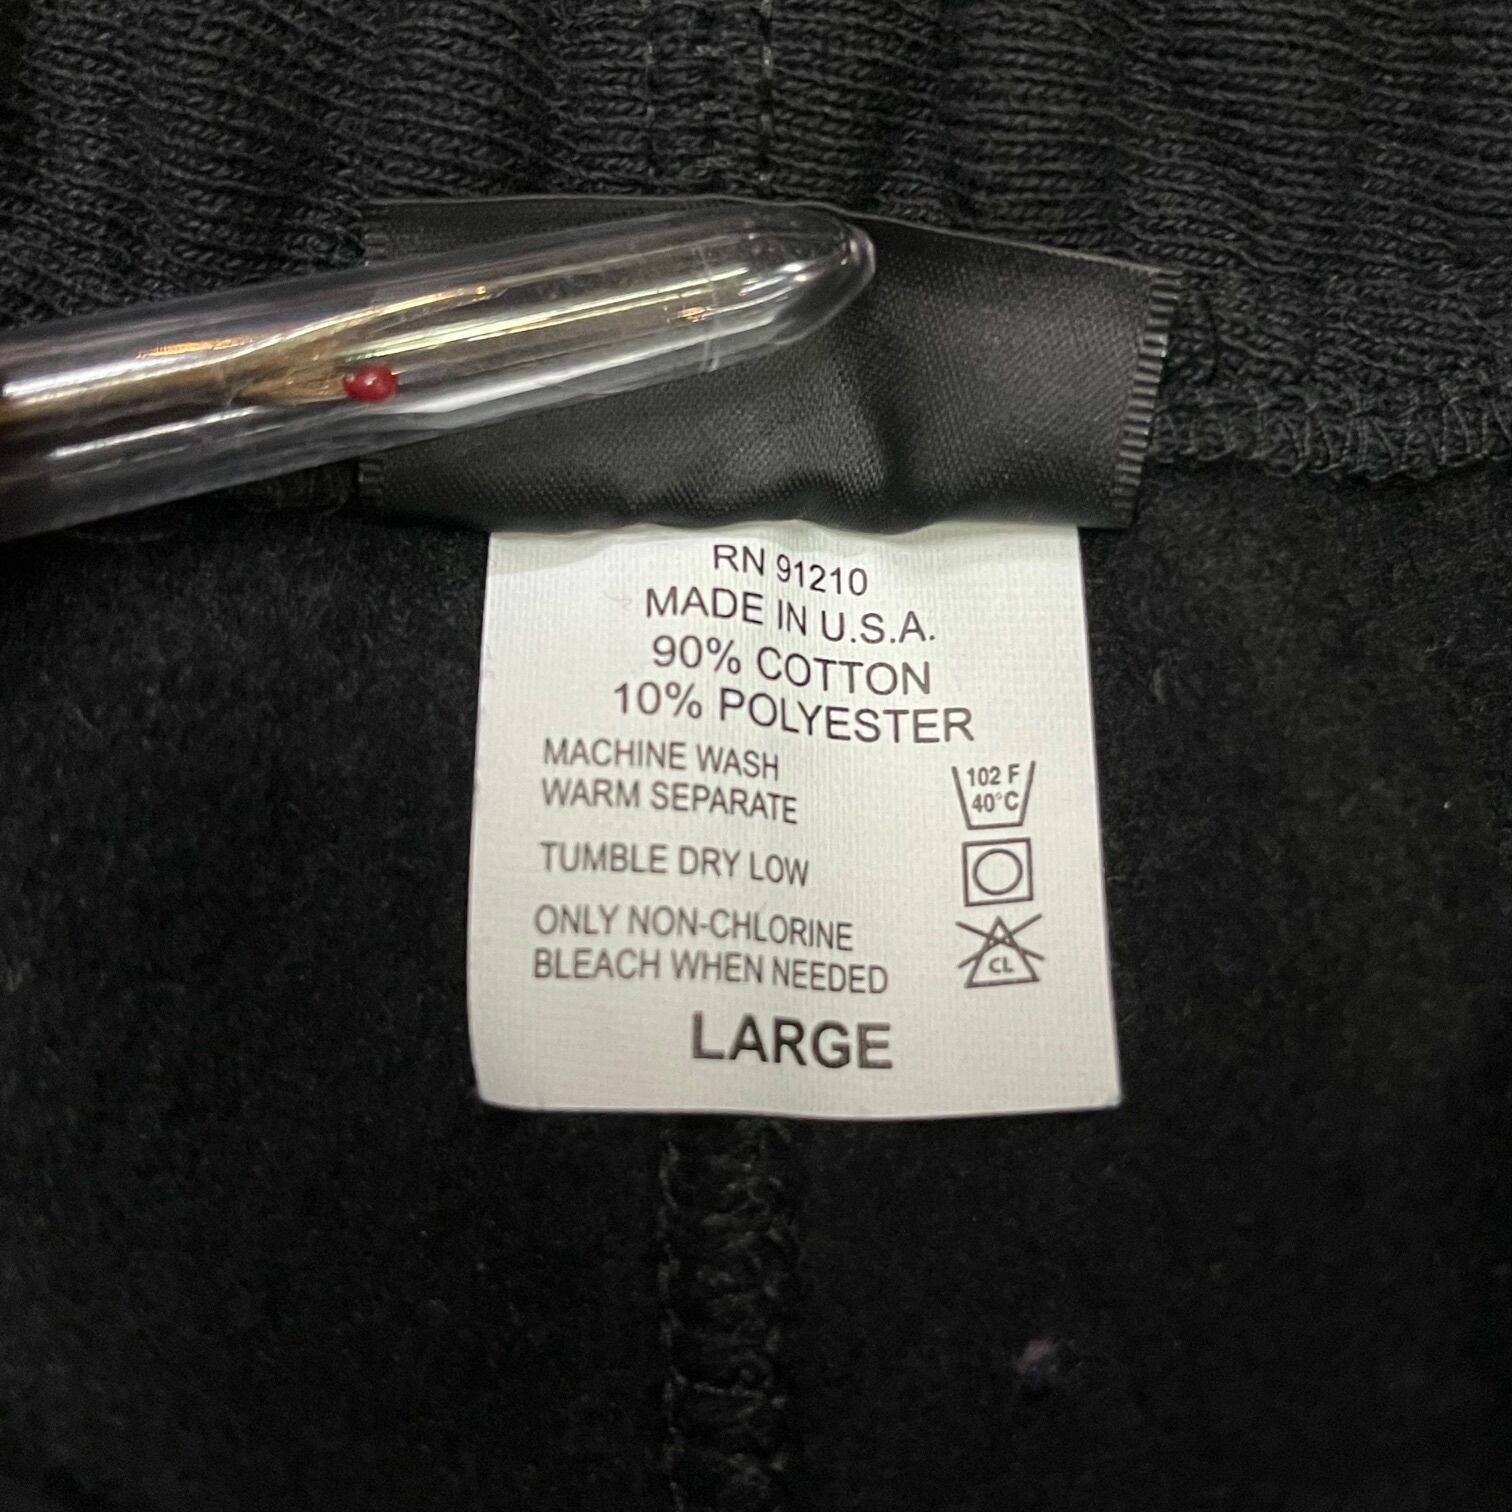 RN 91210
MADE IN U.S.A.
90% COTTON
10% POLYESTER
MACHINE WASH
WARM SEPARATE
102 F
40°C
TUMBLE DRY LOW
ONLY NON-CHLORINE
BLEACH WHEN NEEDED
CL
LARGE